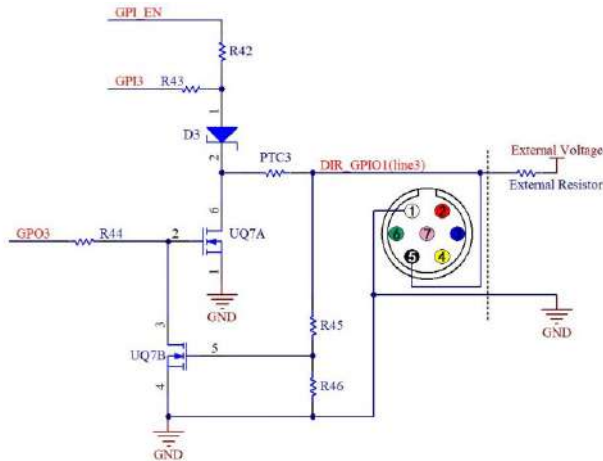 GPI_EN
R42
GPI3 R43
1
D3
2 PTC3 DIR_GPIO1(line3) External Voltage
External Resistor
6
1 2
GPO3 R44 2 UQ7A 6 7 3
5 4
1
GND GND
3 R45
UQ7B 5
4 R46
GND